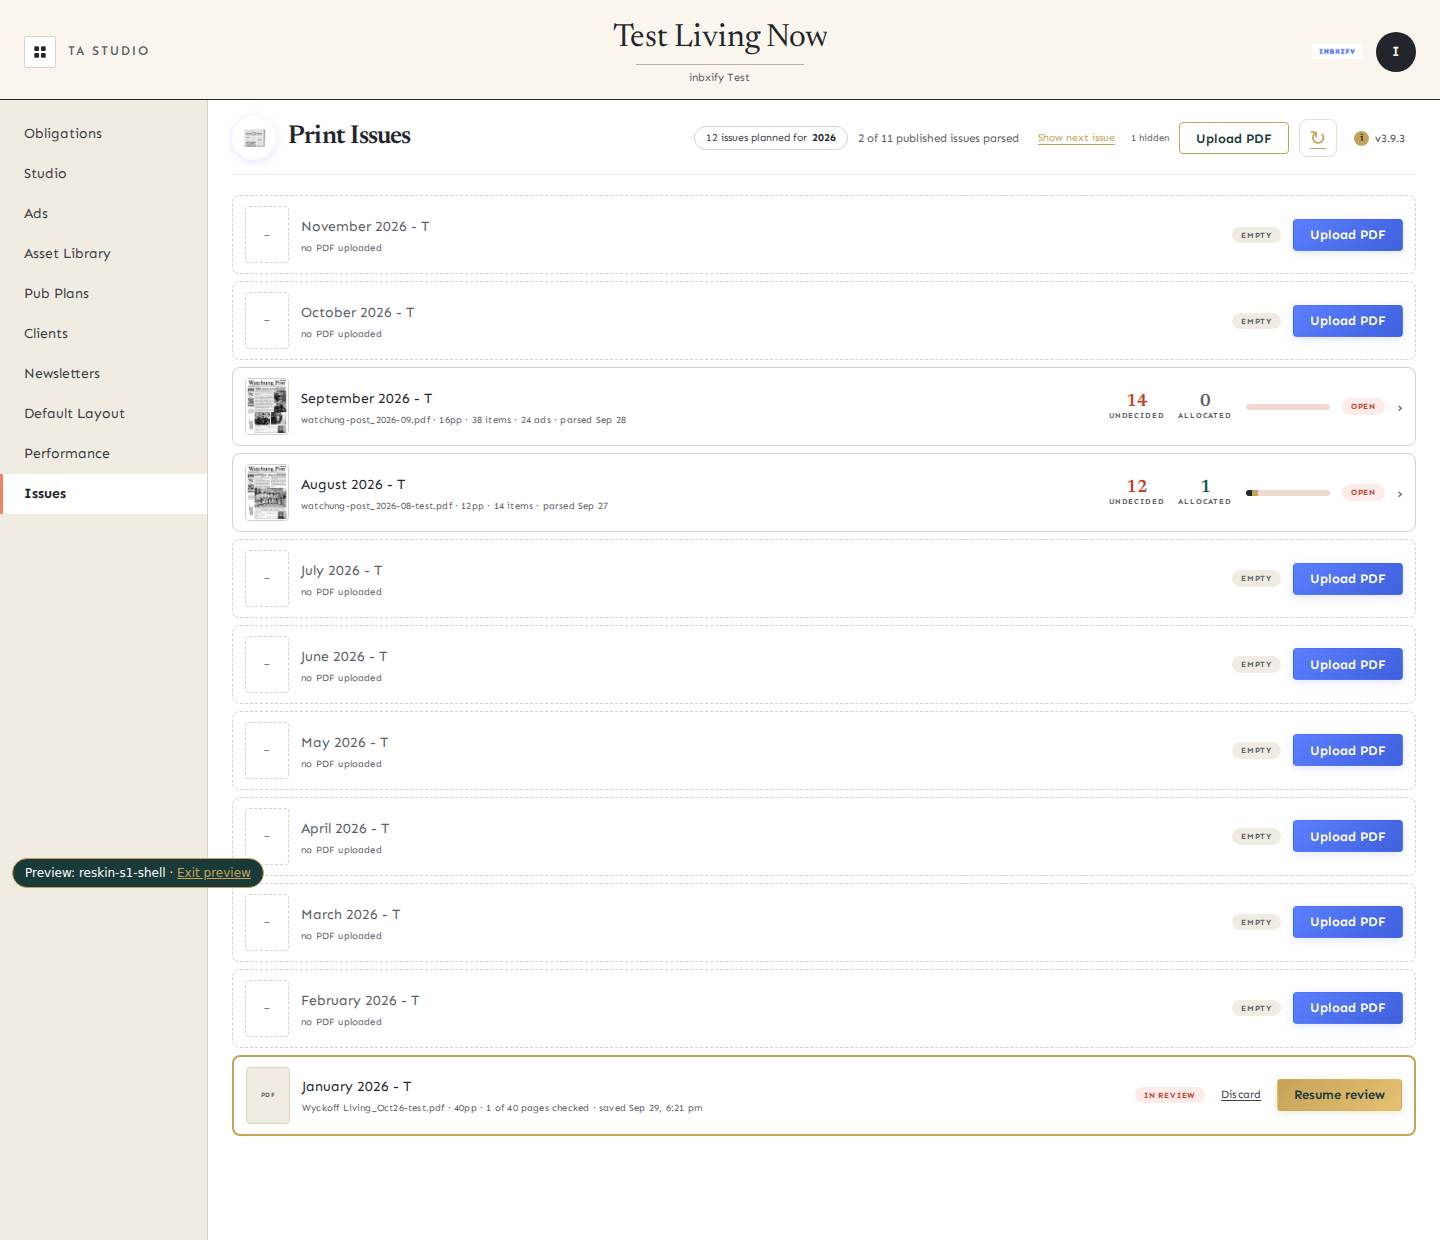 TA STUDIO
Test Living Now
inbxify Test
INBXIFY
I
Obligations
Studio
Ads
Asset Library
Pub Plans
Clients
Newsletters
Default Layout
Performance
Issues
Print Issues
12 issues planned for 2026
2 of 11 published issues parsed
Show next issue
1 hidden
Upload PDF
↻
i v3.9.3
–
November 2026 - T
no PDF uploaded
EMPTY
Upload PDF
–
October 2026 - T
no PDF uploaded
EMPTY
Upload PDF
Watchung Post
September 2026 - T
watchung-post_2026-09.pdf · 16pp · 38 items · 24 ads · parsed Sep 28
14
UNDECIDED
0
ALLOCATED
OPEN
›
Watchung Post
August 2026 - T
watchung-post_2026-08-test.pdf · 12pp · 14 items · parsed Sep 27
12
UNDECIDED
1
ALLOCATED
OPEN
›
–
July 2026 - T
no PDF uploaded
EMPTY
Upload PDF
–
June 2026 - T
no PDF uploaded
EMPTY
Upload PDF
–
May 2026 - T
no PDF uploaded
EMPTY
Upload PDF
–
April 2026 - T
no PDF uploaded
EMPTY
Upload PDF
Preview: reskin-s1-shell · Exit preview
–
March 2026 - T
no PDF uploaded
EMPTY
Upload PDF
–
February 2026 - T
no PDF uploaded
EMPTY
Upload PDF
PDF
January 2026 - T
Wyckoff Living_Oct26-test.pdf · 40pp · 1 of 40 pages checked · saved Sep 29, 6:21 pm
IN REVIEW
Discard
Resume review